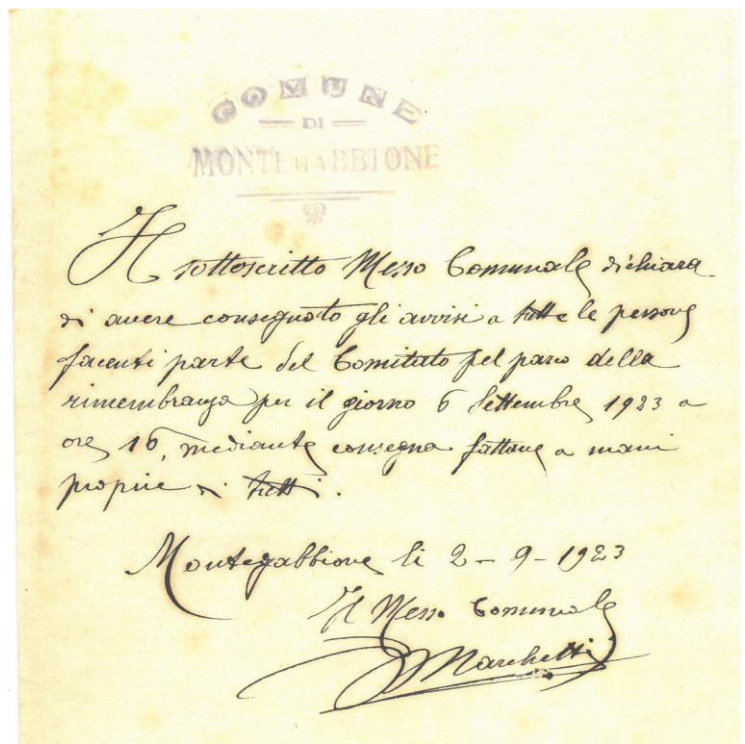 COMUNE
DI
MONTEGABBIONE
Il sottoscritto Messo Comunale dichiara
di avere consegnato gli avvisi a tutte le persone
facenti parte del Comitato pel parco della
rimembranza per il giorno 6 Settembre 1923 a
ore 16, mediante consegna fattane a mani
proprie di tutti.
Montegabbione li 2-9-1923
Il Messo Comunale
Marchetti